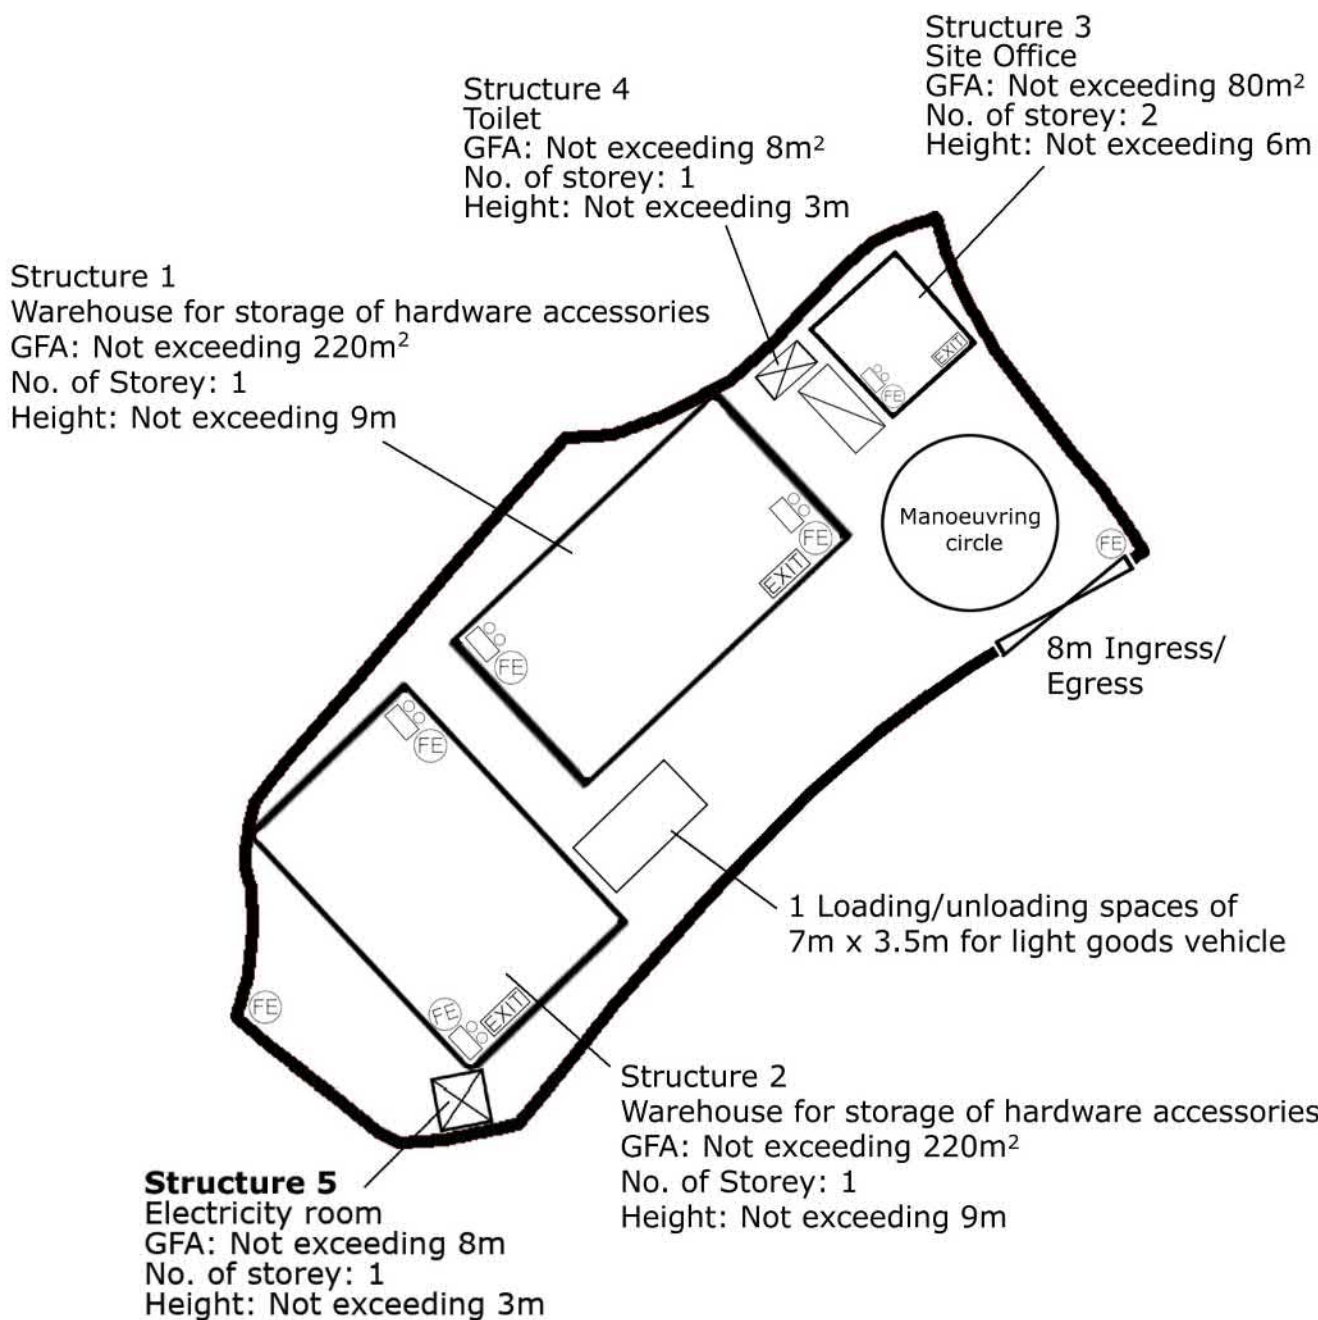 Structure 3
Site Office
GFA: Not exceeding 80m²
No. of storey: 2
Height: Not exceeding 6m
Structure 4
Toilet
GFA: Not exceeding 8m²
No. of storey: 1
Height: Not exceeding 3m
Structure 1
Warehouse for storage of hardware accessories
GFA: Not exceeding 220m²
No. of Storey: 1
Height: Not exceeding 9m
EXIT
FE
Manoeuvring
circle
FE
FE
EXIT
8m Ingress/
Egress
FE
FE
1 Loading/unloading spaces of
7m x 3.5m for light goods vehicle
FE
FE
EXIT
Structure 2
Warehouse for storage of hardware accessories
GFA: Not exceeding 220m²
No. of Storey: 1
Height: Not exceeding 9m
Structure 5
Electricity room
GFA: Not exceeding 8m
No. of storey: 1
Height: Not exceeding 3m